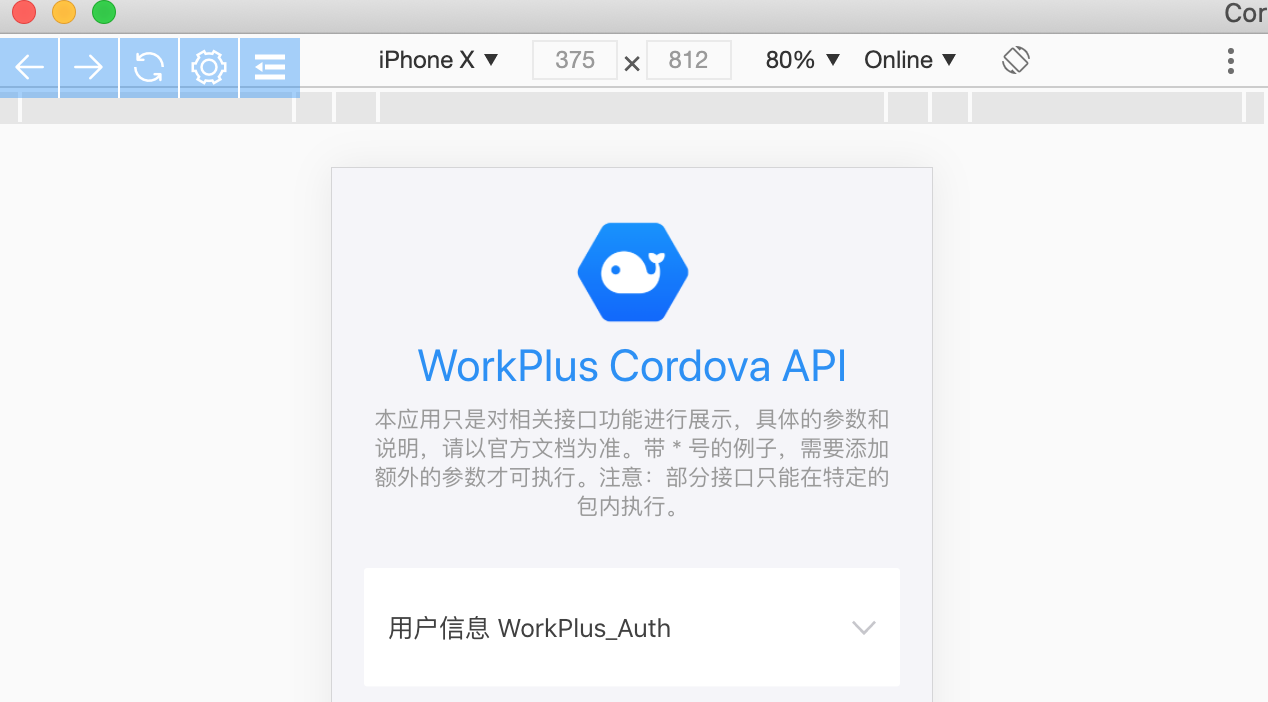 Cor
iPhone X ▼ 375 × 812 80% ▼ Online ▼
WorkPlus Cordova API
本应用只是对相关接口功能进行展示，具体的参数和
说明，请以官方文档为准。带 * 号的例子，需要添加
额外的参数才可执行。注意：部分接口只能在特定的
包内执行。
用户信息 WorkPlus_Auth